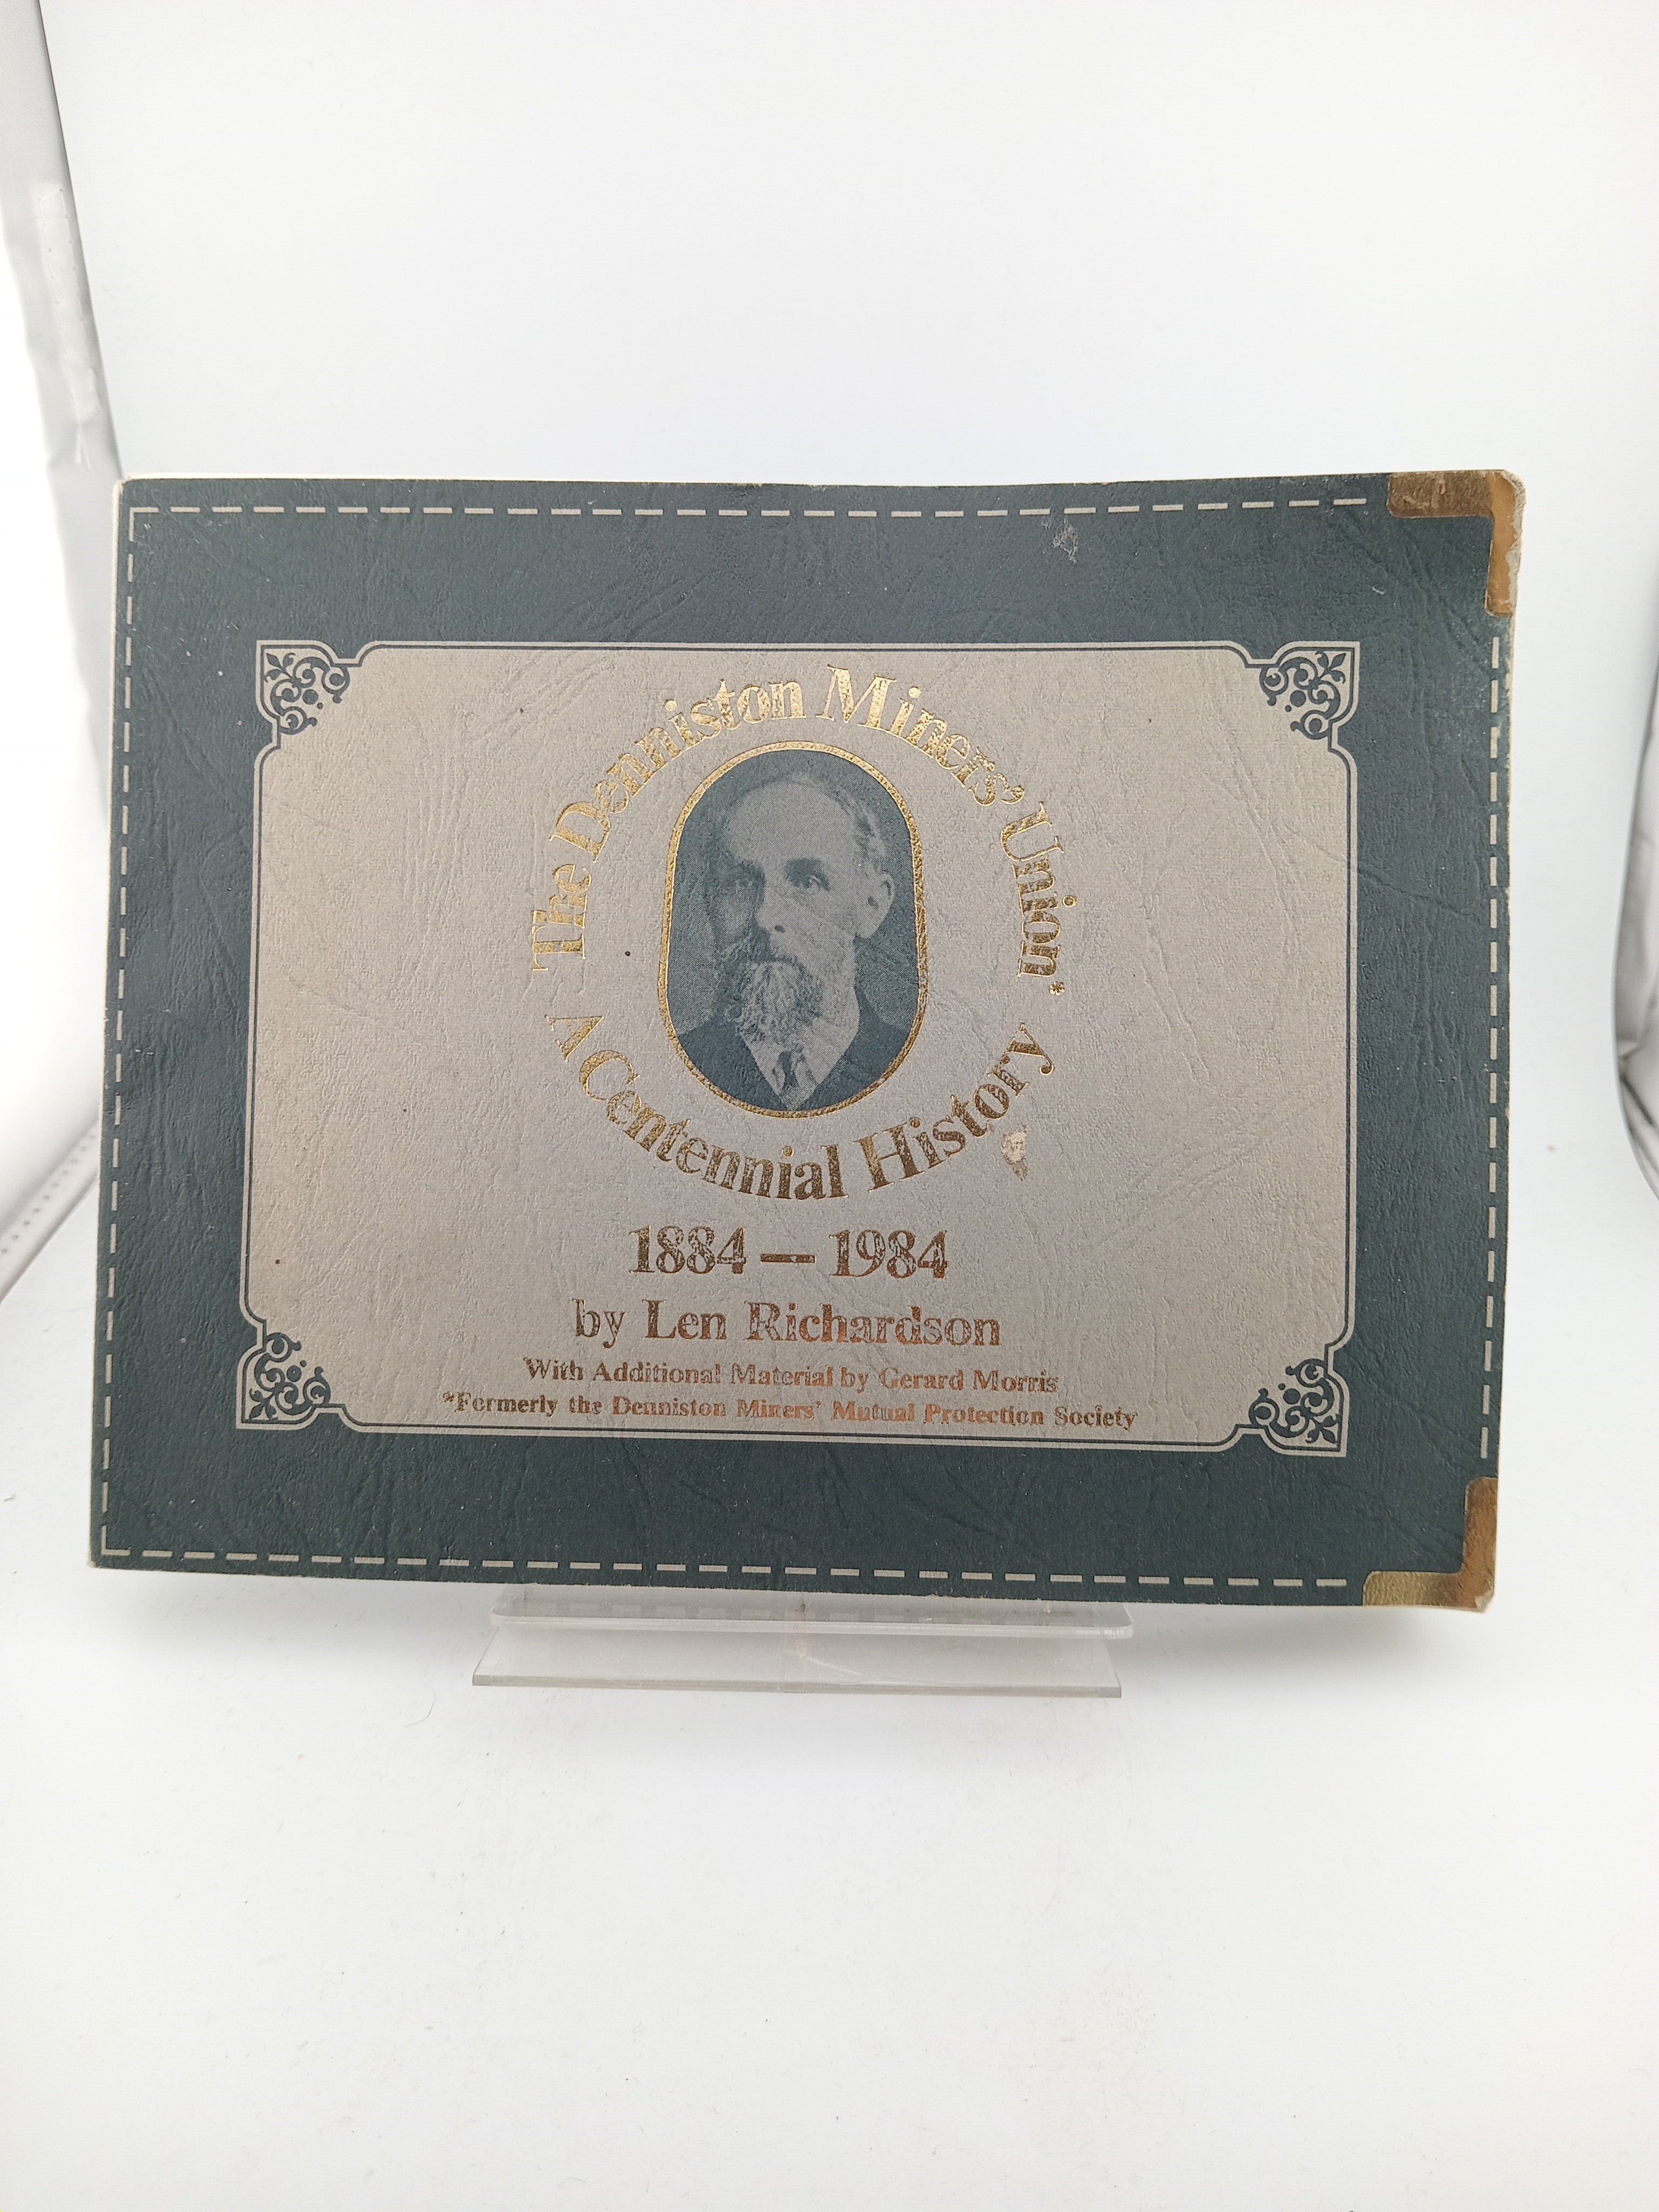 The Denniston Miners' Union*
A Centennial History
1884 — 1984
by Len Richardson
With Additional Material by Gerard Morris
*Formerly the Denniston Miners' Mutual Protection Society